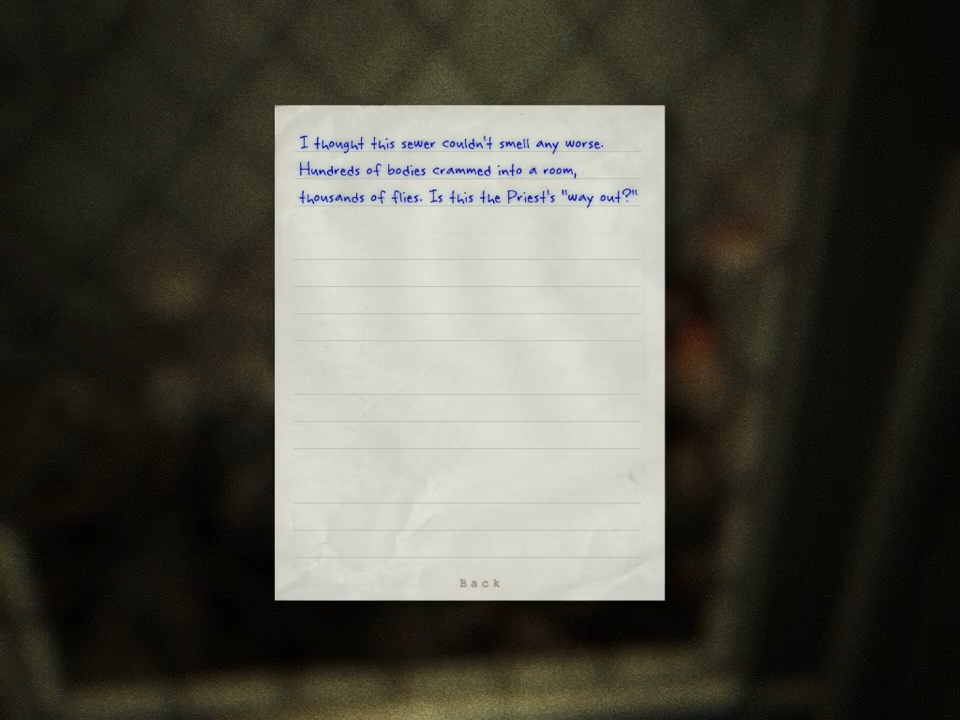 I thought this sewer couldn't smell any worse.
Hundreds of bodies crammed into a room,
thousands of flies. Is this the Priest's "way out?"
Back